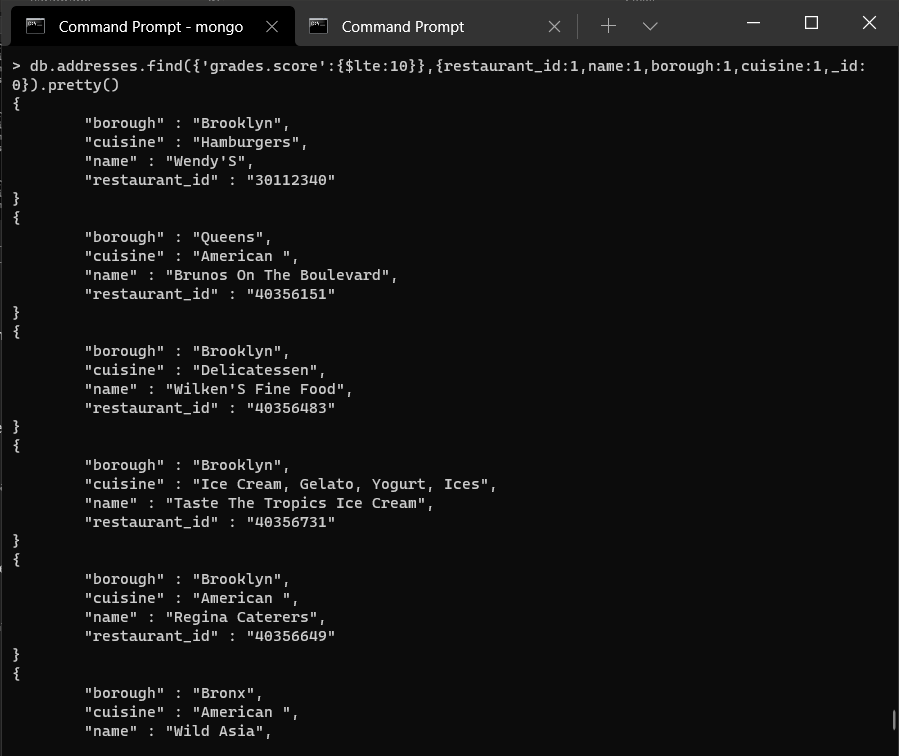 Command Prompt - mongo Command Prompt
> db.addresses.find({'grades.score':{$lte:10}},{restaurant_id:1,name:1,borough:1,cuisine:1,_id:
0}).pretty()
{
"borough" : "Brooklyn",
"cuisine" : "Hamburgers",
"name" : "Wendy'S",
"restaurant_id" : "30112340"
}
{
"borough" : "Queens",
"cuisine" : "American ",
"name" : "Brunos On The Boulevard",
"restaurant_id" : "40356151"
}
{
"borough" : "Brooklyn",
"cuisine" : "Delicatessen",
"name" : "Wilken'S Fine Food",
"restaurant_id" : "40356483"
}
{
"borough" : "Brooklyn",
"cuisine" : "Ice Cream, Gelato, Yogurt, Ices",
"name" : "Taste The Tropics Ice Cream",
"restaurant_id" : "40356731"
}
{
"borough" : "Brooklyn",
"cuisine" : "American ",
"name" : "Regina Caterers",
"restaurant_id" : "40356649"
}
{
"borough" : "Bronx",
"cuisine" : "American ",
"name" : "Wild Asia",